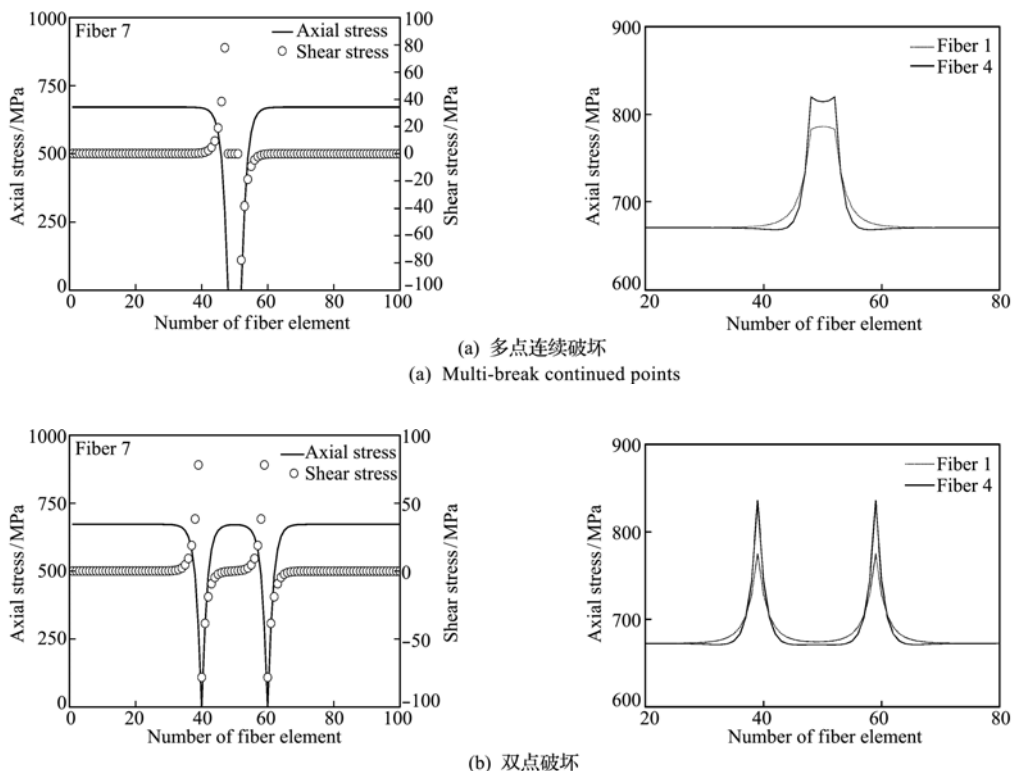 1000
750
500
250
0
Axial stress/MPa
Fiber 7
Axial stress
Shear stress
100
80
60
40
20
0
-20
-40
-60
-80
-100
Shear stress/MPa
0 20 40 60 80 100
Number of fiber element
900
800
700
600
Axial stress/MPa
Fiber 1
Fiber 4
20 40 60 80
Number of fiber element
(a) 多点连续破坏
(a) Multi-break continued points
1000
750
500
250
0
Axial stress/MPa
Fiber 7
Axial stress
Shear stress
100
50
0
-50
-100
Shear stress/MPa
0 20 40 60 80 100
Number of fiber element
900
800
700
600
Axial stress/MPa
Fiber 1
Fiber 4
20 40 60 80
Number of fiber element
(b) 双点破坏